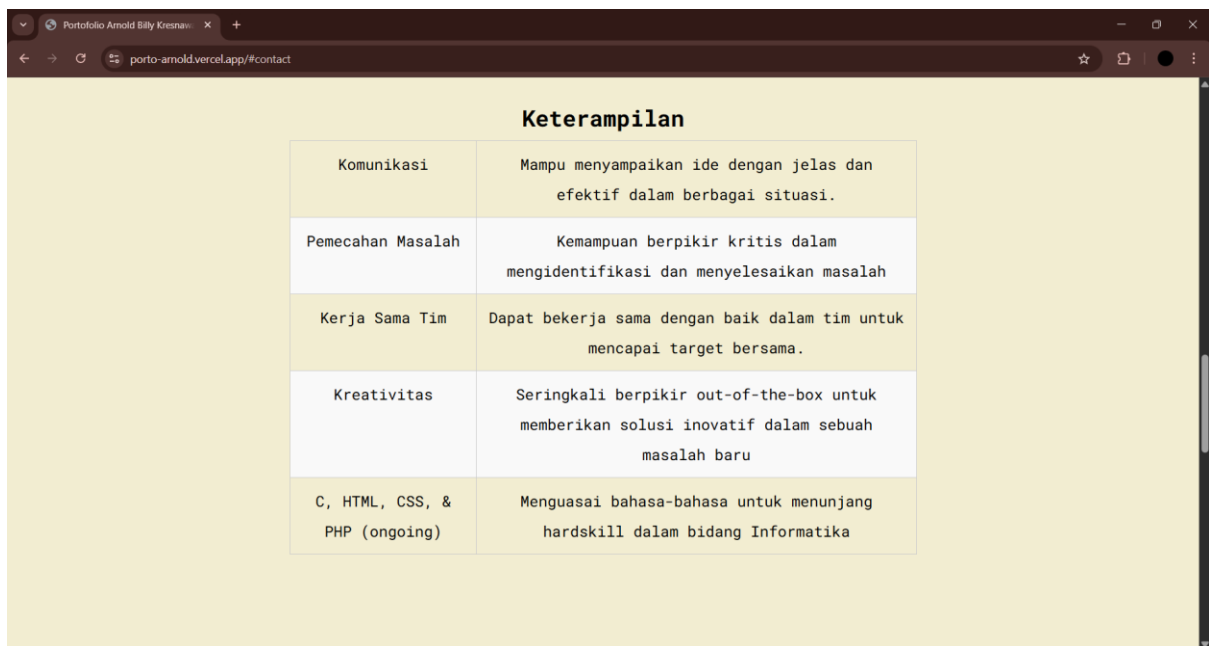 Portofolio Arnold Billy Kresnaw
porto-arnold.vercel.app/#contact
Keterampilan
Komunikasi
Mampu menyampaikan ide dengan jelas dan
efektif dalam berbagai situasi.
Pemecahan Masalah
Kemampuan berpikir kritis dalam
mengidentifikasi dan menyelesaikan masalah
Kerja Sama Tim
Dapat bekerja sama dengan baik dalam tim untuk
mencapai target bersama.
Kreativitas
Seringkali berpikir out-of-the-box untuk
memberikan solusi inovatif dalam sebuah
masalah baru
C, HTML, CSS, &
PHP (ongoing)
Menguasai bahasa-bahasa untuk menunjang
hardskill dalam bidang Informatika